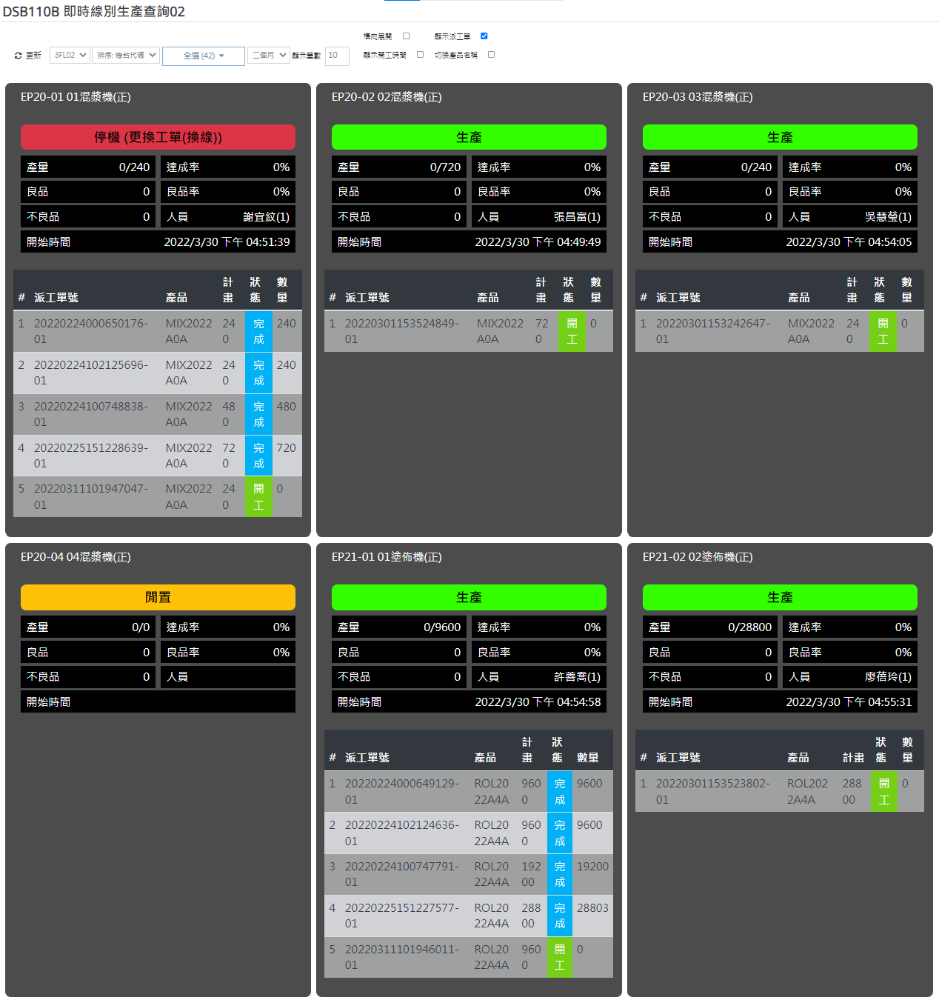 DSB110B 即時線別生產查詢02
橫向展開 顯示派工單
更新 3FL02 排序: 機台代碼 全選 (42) 二個月 顯示筆數 10 顯示開工時間 切換產品名稱
EP20-01 01混漿機(正)
停機 (更換工單(換線))
產量 0/240 達成率 0%
良品 0 良品率 0%
不良品 0 人員 謝宜紋(1)
開始時間 2022/3/30 下午 04:51:39
# 派工單號 產品 計畫 狀態 數量
1 20220224000650176-01 MIX2022A0A 240 完成 240
2 20220224102125696-01 MIX2022A0A 240 完成 240
3 20220224100748838-01 MIX2022A0A 480 完成 480
4 20220225151228639-01 MIX2022A0A 720 完成 720
5 20220311101947047-01 MIX2022A0A 240 開工 0
EP20-02 02混漿機(正)
生產
產量 0/720 達成率 0%
良品 0 良品率 0%
不良品 0 人員 張昌富(1)
開始時間 2022/3/30 下午 04:49:49
# 派工單號 產品 計畫 狀態 數量
1 20220301153524849-01 MIX2022A0A 720 開工 0
EP20-03 03混漿機(正)
生產
產量 0/240 達成率 0%
良品 0 良品率 0%
不良品 0 人員 吳慧瑩(1)
開始時間 2022/3/30 下午 04:54:05
# 派工單號 產品 計畫 狀態 數量
1 20220301153242647-01 MIX2022A0A 240 開工 0
EP20-04 04混漿機(正)
閒置
產量 0/0 達成率 0%
良品 0 良品率 0%
不良品 0 人員
開始時間
EP21-01 01塗佈機(正)
生產
產量 0/9600 達成率 0%
良品 0 良品率 0%
不良品 0 人員 許善喬(1)
開始時間 2022/3/30 下午 04:54:58
# 派工單號 產品 計畫 狀態 數量
1 20220224000649129-01 ROL2022A4A 9600 完成 9600
2 20220224102124636-01 ROL2022A4A 9600 完成 9600
3 20220224100747791-01 ROL2022A4A 19200 完成 19200
4 20220225151227577-01 ROL2022A4A 28800 完成 28803
5 20220311101946011-01 ROL2022A4A 9600 開工 0
EP21-02 02塗佈機(正)
生產
產量 0/28800 達成率 0%
良品 0 良品率 0%
不良品 0 人員 廖蓓玲(1)
開始時間 2022/3/30 下午 04:55:31
# 派工單號 產品 計畫 狀態 數量
1 20220301153523802-01 ROL2022A4A 28800 開工 0